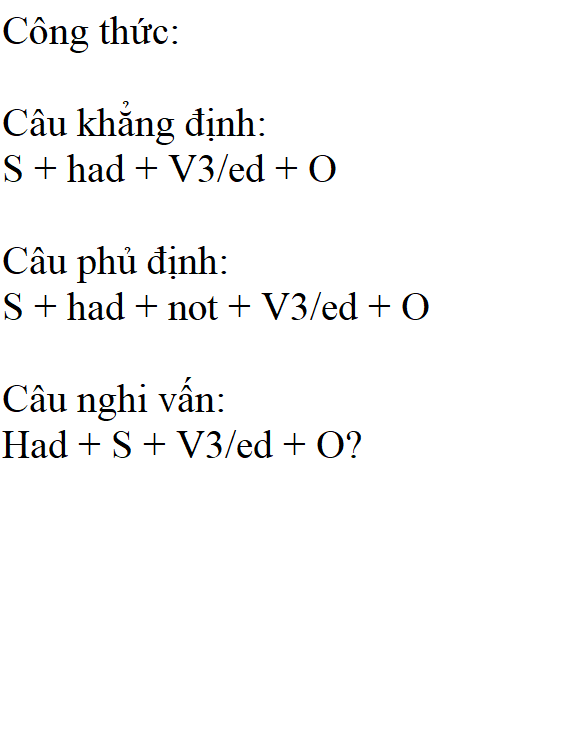 Công thức:
Câu khẳng định:
S + had + V3/ed + O
Câu phủ định:
S + had + not + V3/ed + O
Câu nghi vấn:
Had + S + V3/ed + O?